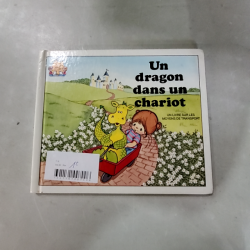 Un
dragon
dans un
chariot
UN LIVRE SUR LES
MOYENS DE TRANSPORT